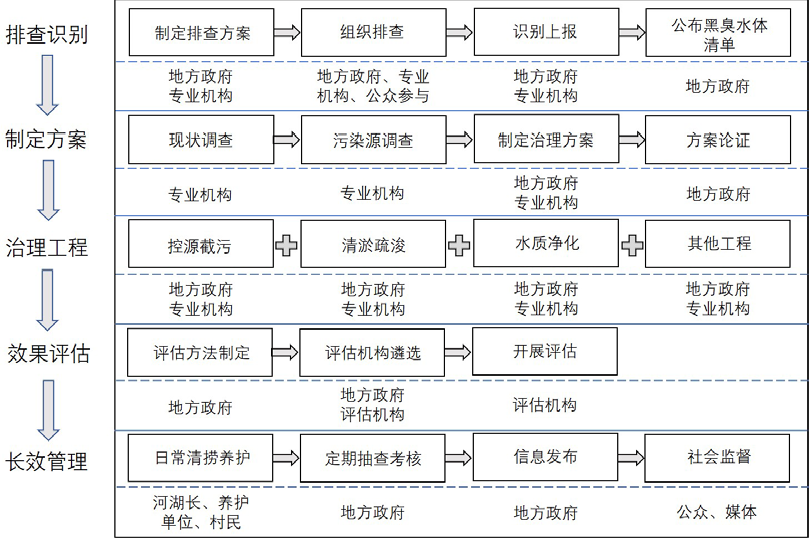 排查识别
制定排查方案
组织排查
识别上报
公布黑臭水体
清单
地方政府
专业机构
地方政府、专业
机构、公众参与
地方政府
专业机构
地方政府
制定方案
现状调查
污染源调查
制定治理方案
方案论证
专业机构
专业机构
地方政府
专业机构
地方政府
治理工程
控源截污
清淤疏浚
水质净化
其他工程
地方政府
专业机构
地方政府
专业机构
地方政府
专业机构
地方政府
专业机构
效果评估
评估方法制定
评估机构遴选
开展评估
地方政府
地方政府
评估机构
评估机构
长效管理
日常清捞养护
定期抽查考核
信息发布
社会监督
河湖长、养护
单位、村民
地方政府
地方政府
公众、媒体